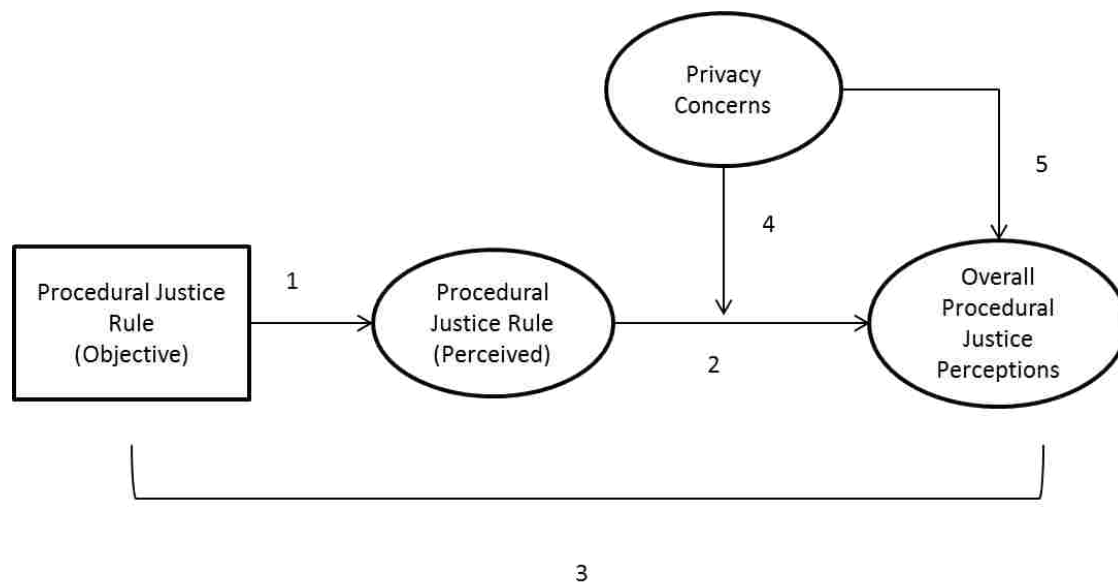 Privacy
Concerns
5
4
Procedural Justice
Rule
(Objective)
1
Procedural
Justice Rule
(Perceived)
2
Overall
Procedural
Justice
Perceptions
3